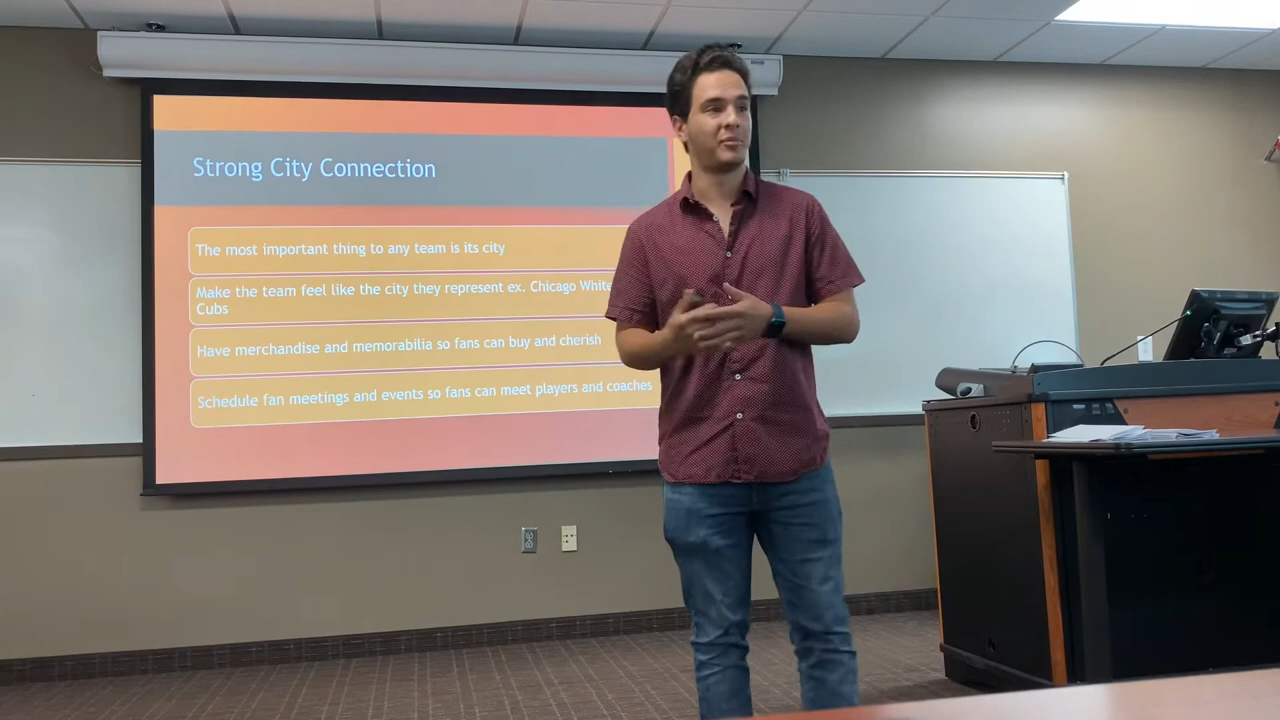 Strong City Connection
The most important thing to any team is its city
Make the team feel like the city they represent ex. Chicago White
Cubs
Have merchandise and memorabilia so fans can buy and cherish
Schedule fan meetings and events so fans can meet players and coaches